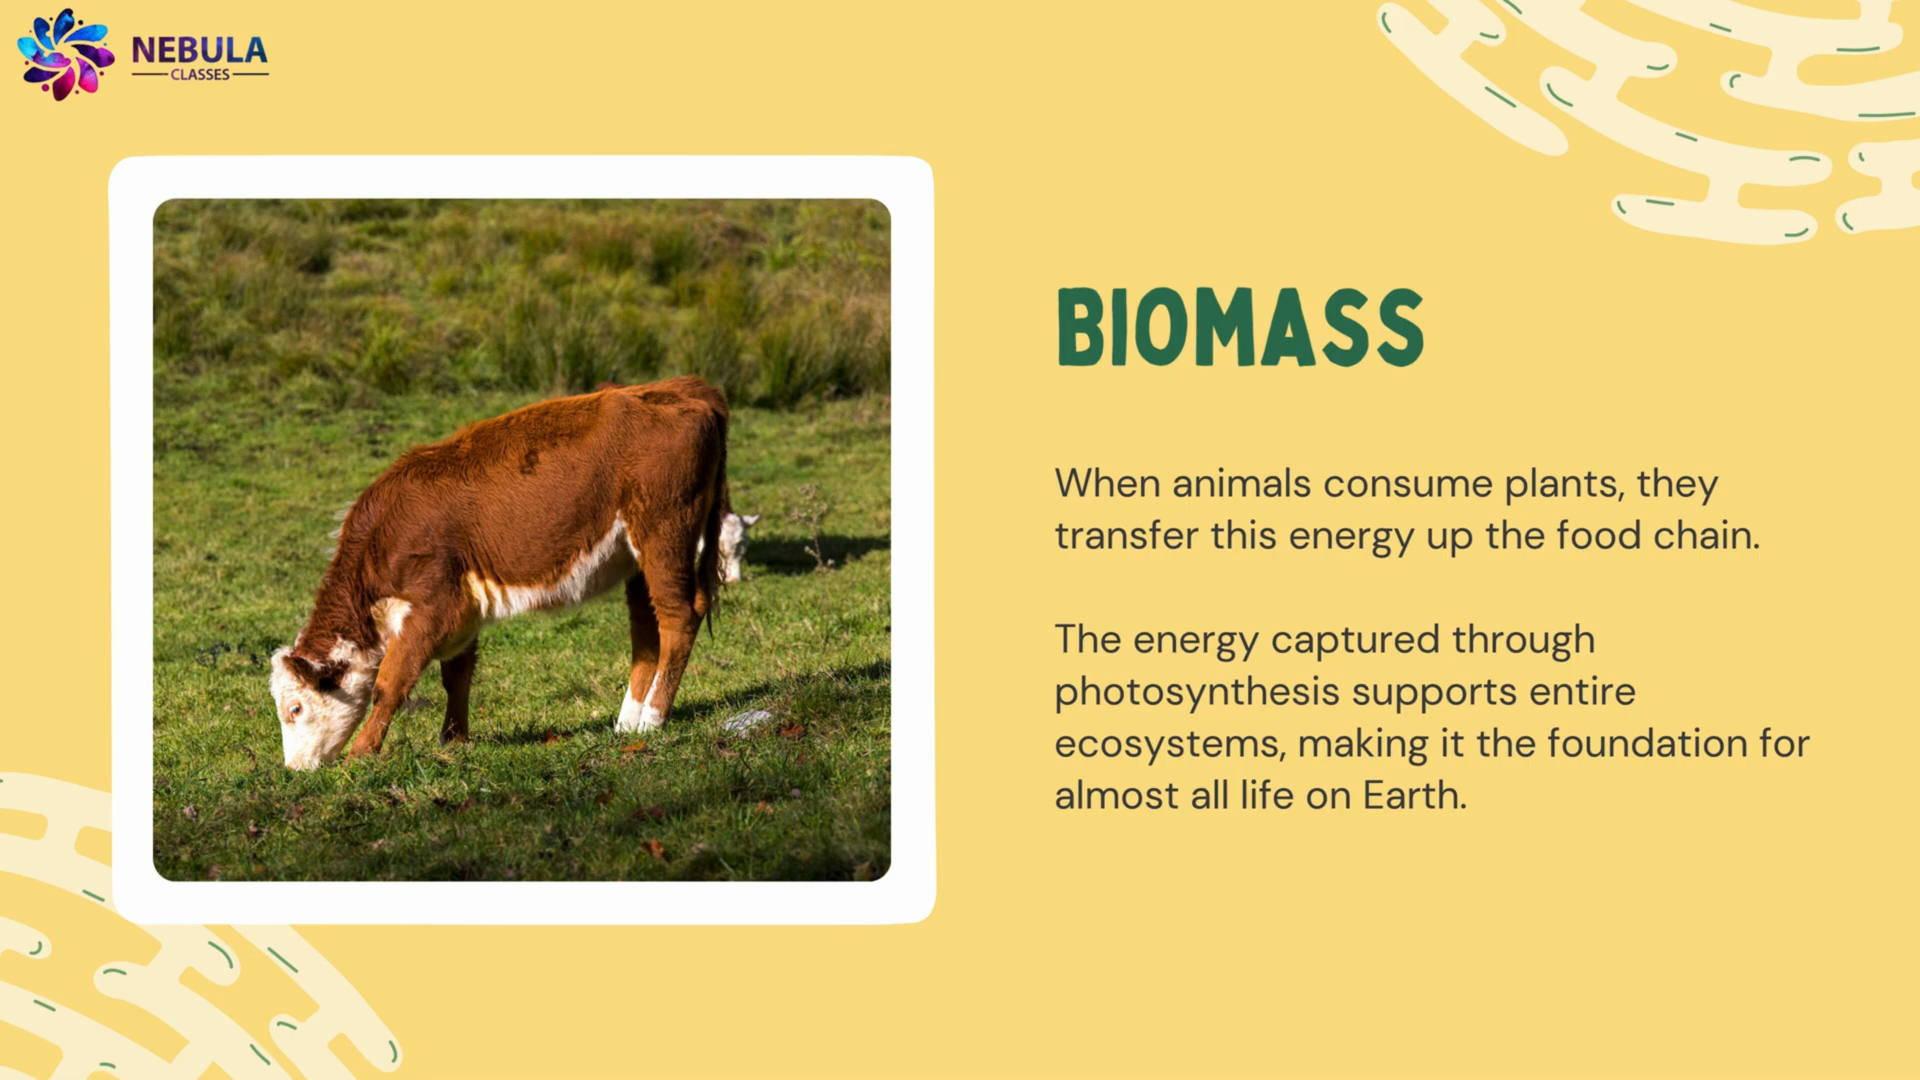 NEBULA
CLASSES
BIOMASS
When animals consume plants, they
transfer this energy up the food chain.
The energy captured through
photosynthesis supports entire
ecosystems, making it the foundation for
almost all life on Earth.